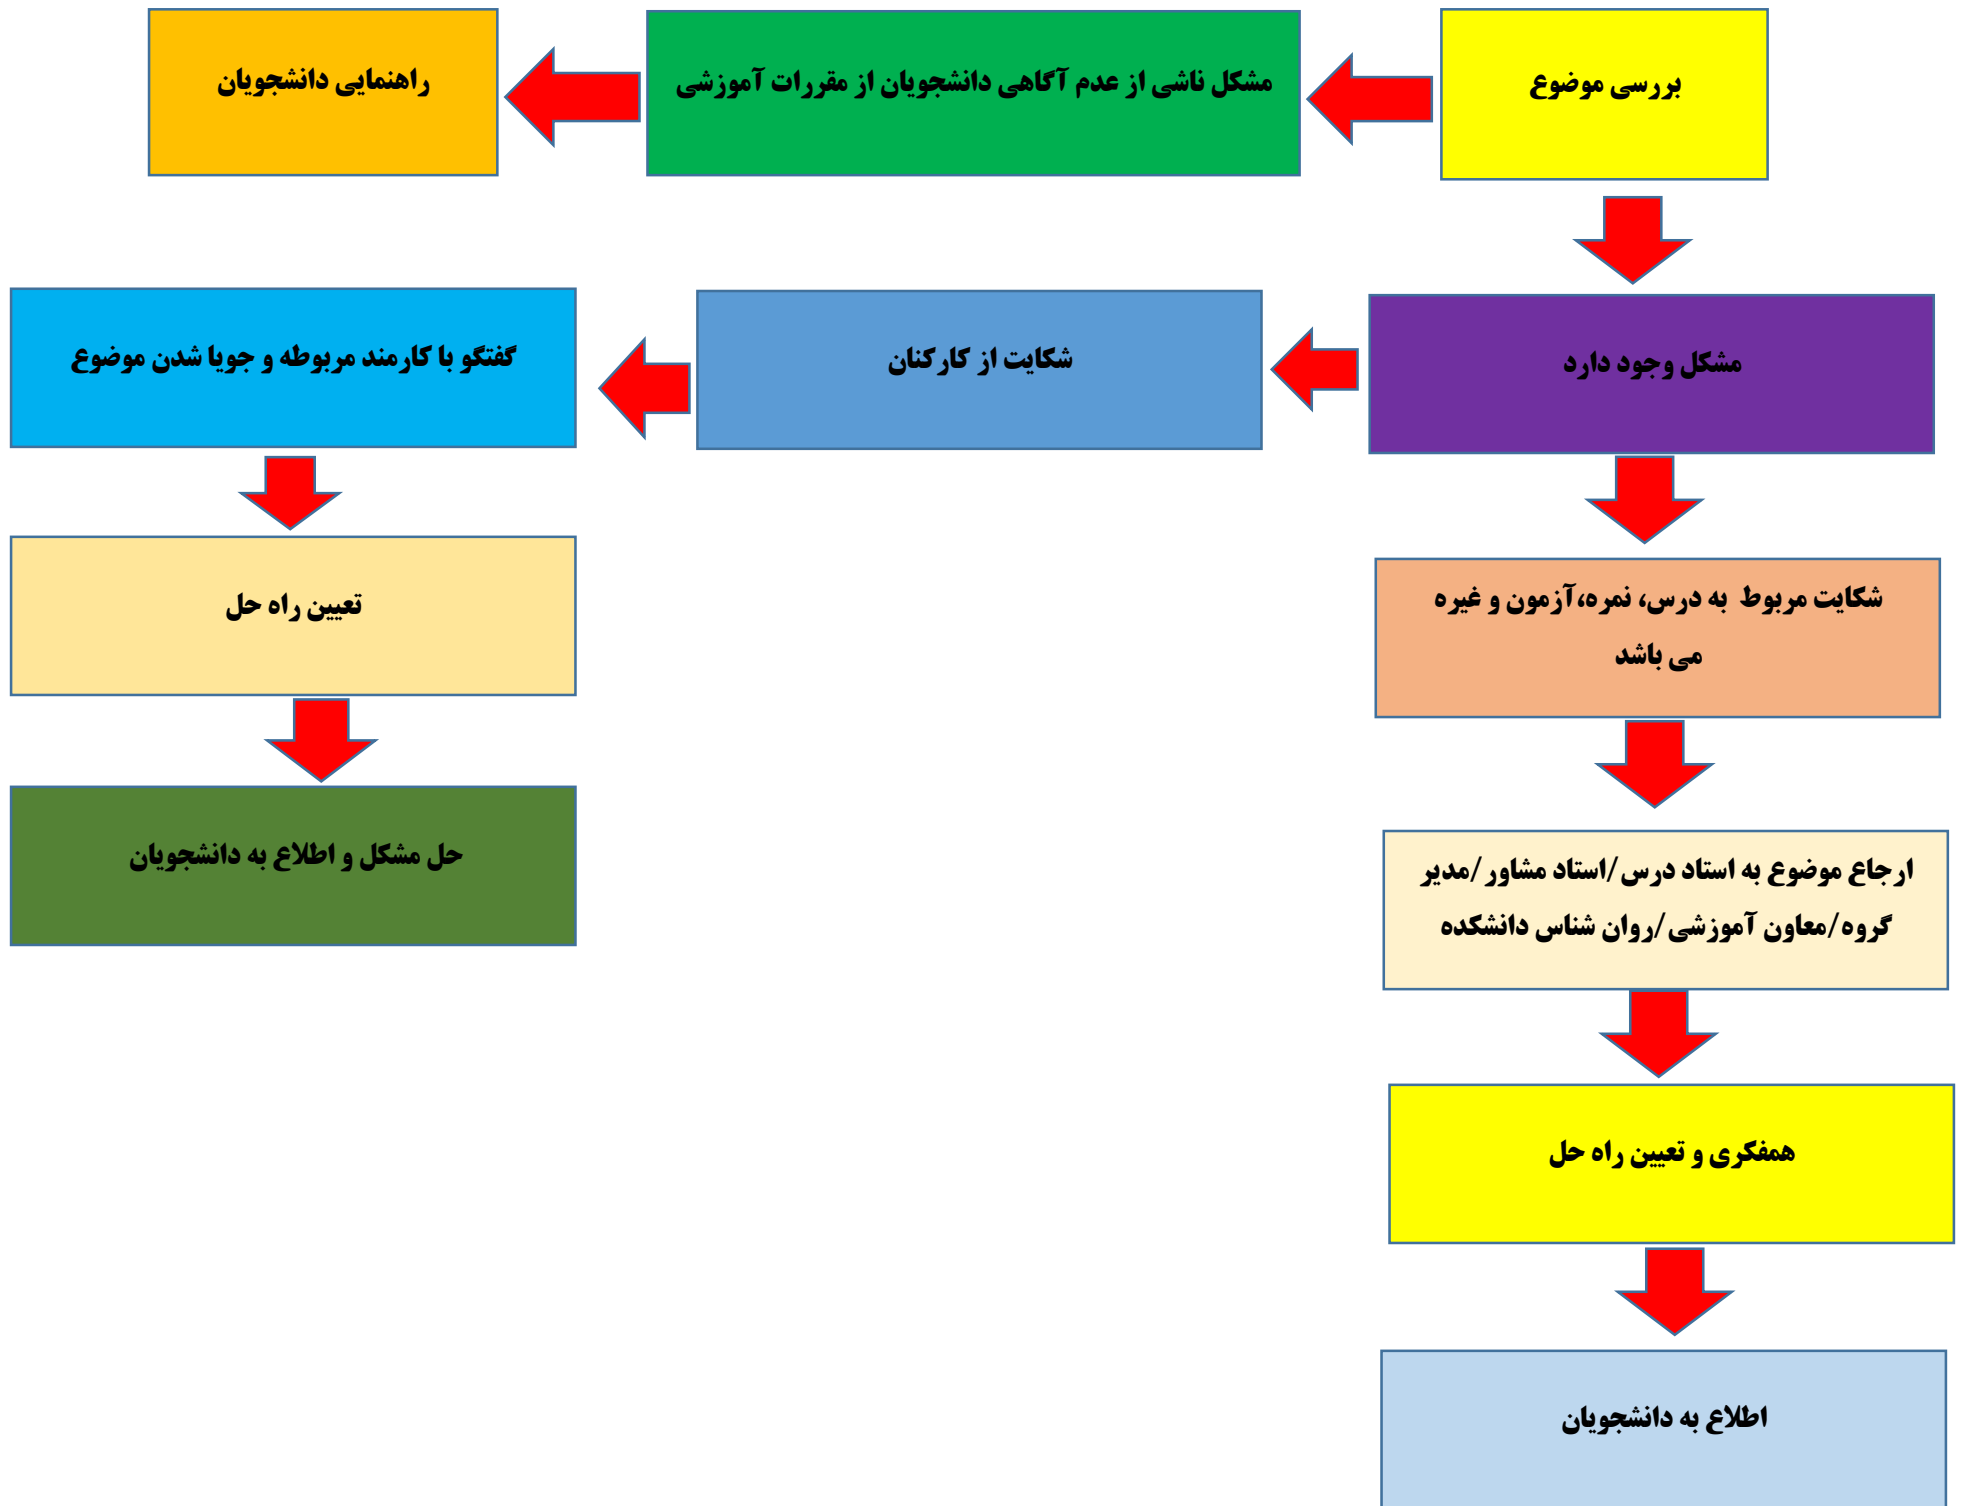 بررسی موضوع
مشکل ناشی از عدم آگاهی دانشجویان از مقررات آموزشی
راهنمایی دانشجویان
مشکل وجود دارد
شکایت از کارکنان
گفتگو با کارمند مربوطه و جویا شدن موضوع
تعیین راه حل
حل مشکل و اطلاع به دانشجویان
شکایت مربوط به درس، نمره،آزمون و غیره
می باشد
ارجاع موضوع به استاد درس/استاد مشاور/مدیر
گروه/معاون آموزشی/روان شناس دانشکده
همفکری و تعیین راه حل
اطلاع به دانشجویان